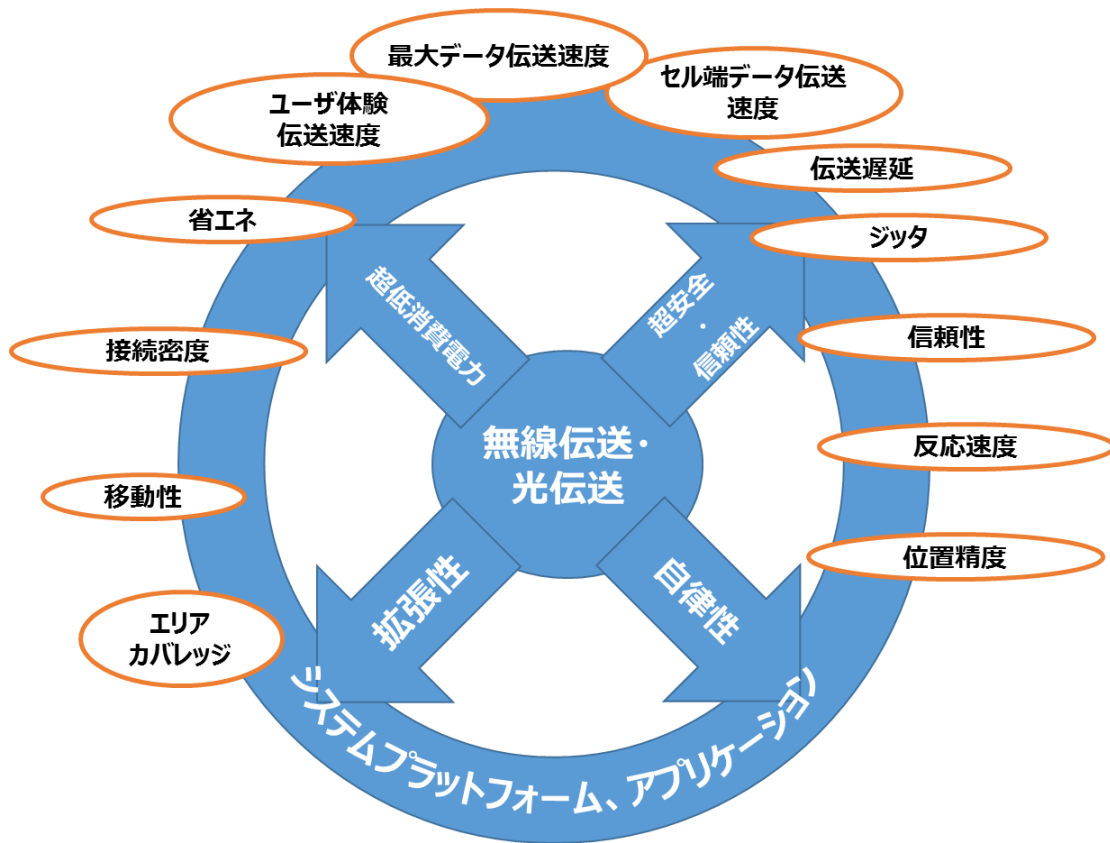 最大データ伝送速度
セル端データ伝送
速度
ユーザ体験
伝送速度
伝送遅延
省エネ
ジッタ
超低消費電力
超安全
・
信頼性
接続密度
信頼性
無線伝送・
光伝送
反応速度
移動性
位置精度
拡張性
自律性
エリア
カバレッジ
システムプラットフォーム、アプリケーション